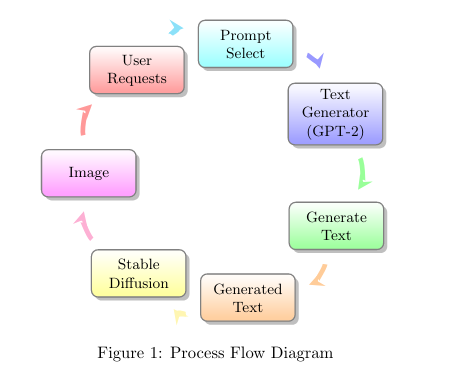 Prompt
Select
User
Requests
Text
Generator
(GPT-2)
Image
Generate
Text
Stable
Diffusion
Generated
Text
Figure 1: Process Flow Diagram